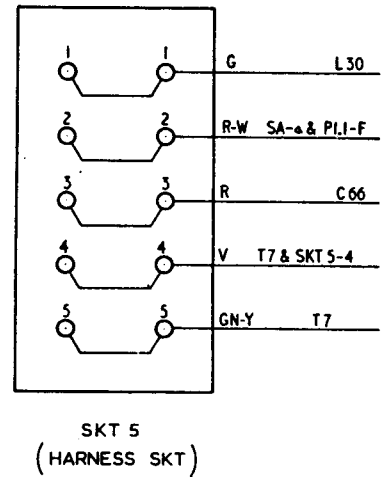 1 1 G L30
2 2 R-W SA-a & PL1-F
3 3 R C66
4 4 V T7 & SKT 5-4
5 5 GN-Y T7
SKT 5
(HARNESS SKT)